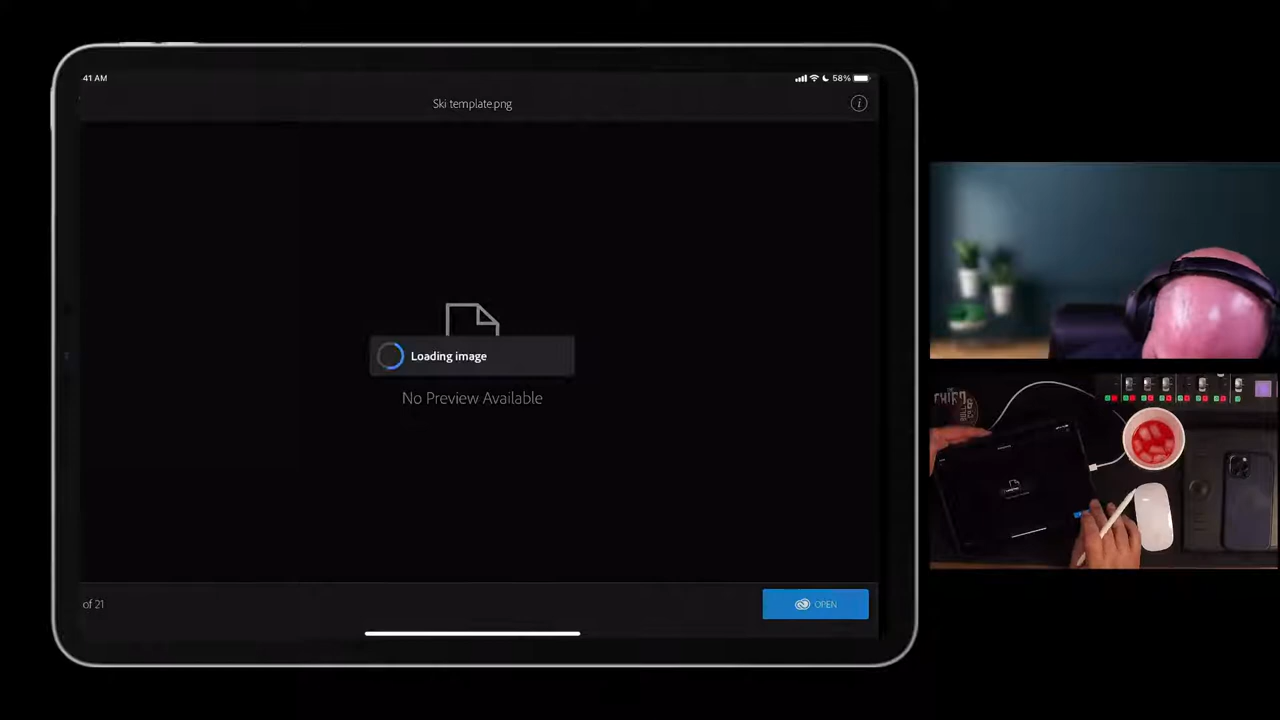 41 AM
58%
Ski template.png
Loading image
No Preview Available
of 21
OPEN